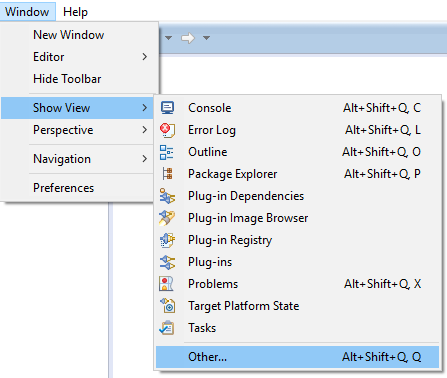 Window Help
New Window
Editor
Hide Toolbar
Show View
Perspective
Navigation
Preferences
Console Alt+Shift+Q, C
Error Log Alt+Shift+Q, L
Outline Alt+Shift+Q, O
Package Explorer Alt+Shift+Q, P
Plug-in Dependencies
Plug-in Image Browser
Plug-in Registry
Plug-ins
Problems Alt+Shift+Q, X
Target Platform State
Tasks
Other... Alt+Shift+Q, Q